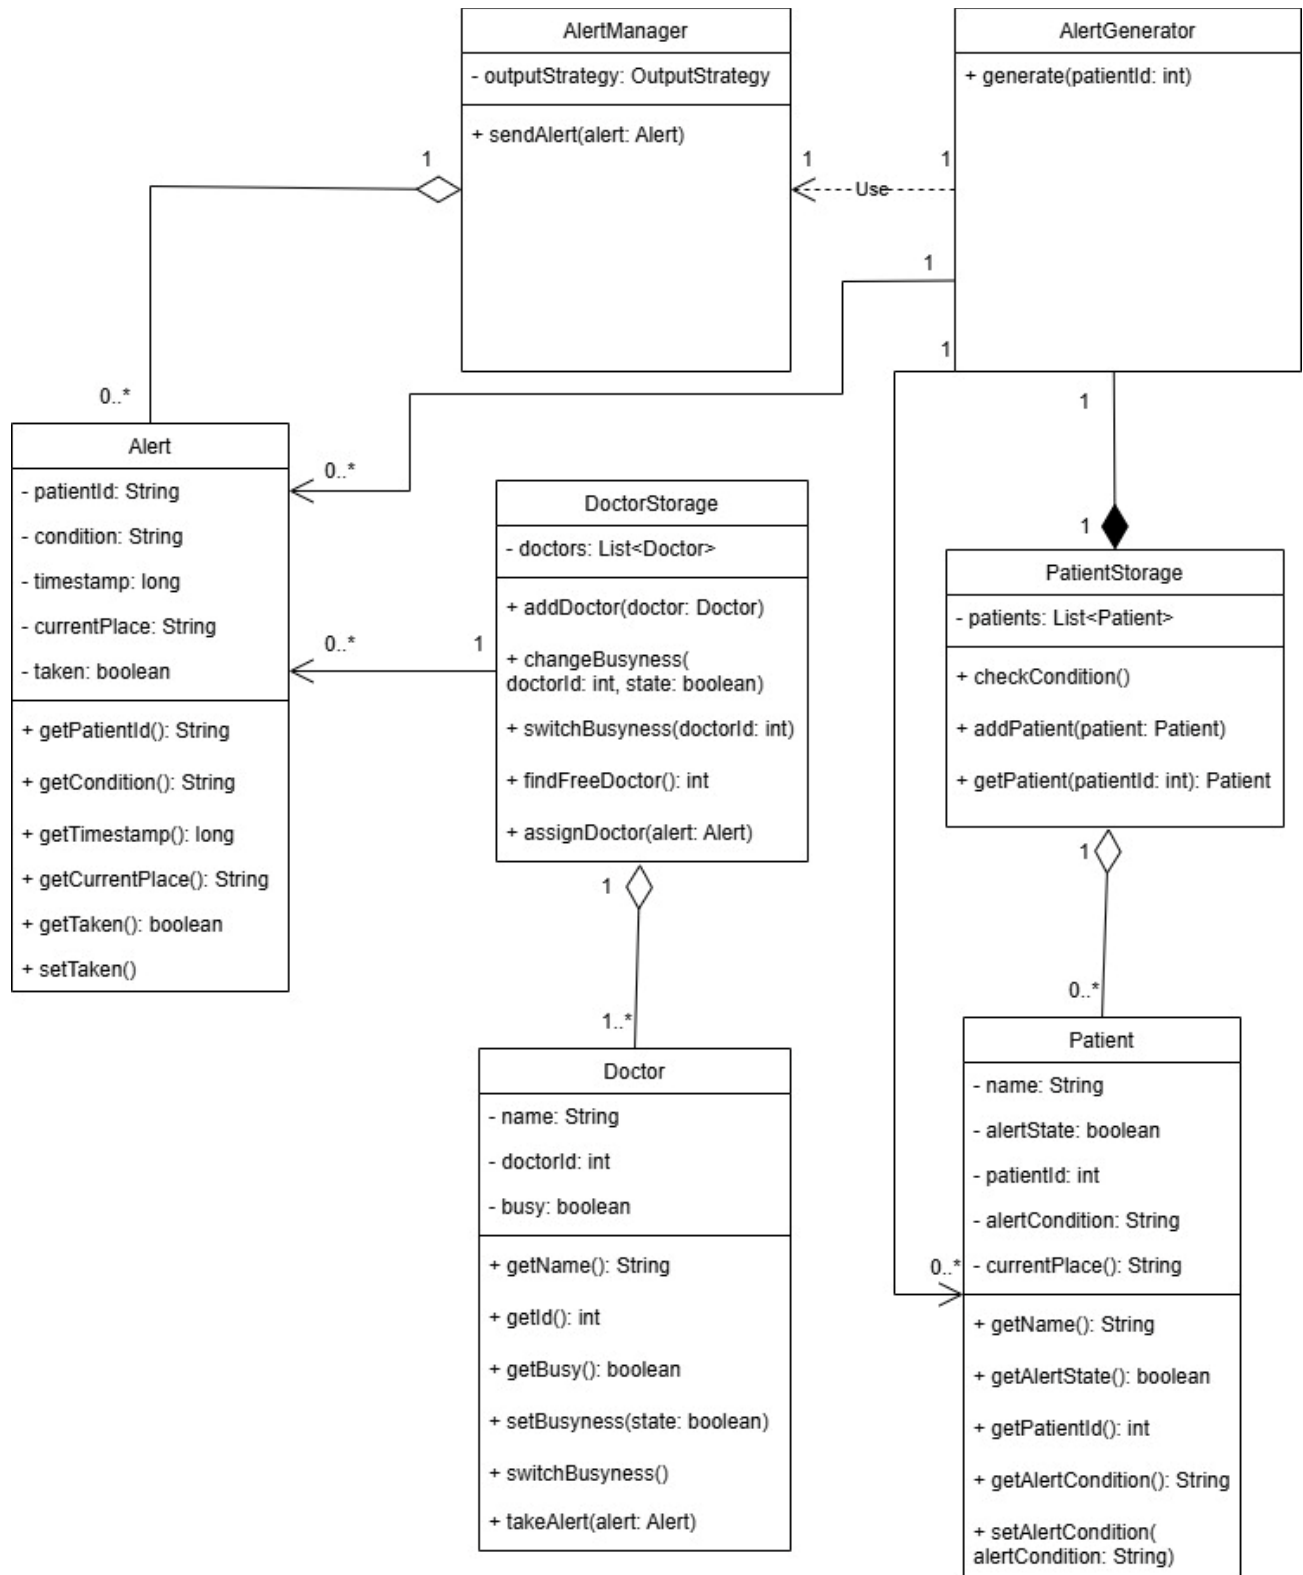 AlertManager
- outputStrategy: OutputStrategy
+ sendAlert(alert: Alert)
AlertGenerator
+ generate(patientId: int)
1
1
1
Use
1
1
0..*
Alert
- patientId: String
- condition: String
- timestamp: long
- currentPlace: String
- taken: boolean
+ getPatientId(): String
+ getCondition(): String
+ getTimestamp(): long
+ getCurrentPlace(): String
+ getTaken(): boolean
+ setTaken()
0..*
0..*
1
DoctorStorage
- doctors: List<Doctor>
+ addDoctor(doctor: Doctor)
+ changeBusyness(
doctorId: int, state: boolean)
+ switchBusyness(doctorId: int)
+ findFreeDoctor(): int
+ assignDoctor(alert: Alert)
1
1
PatientStorage
- patients: List<Patient>
+ checkCondition()
+ addPatient(patient: Patient)
+ getPatient(patientId: int): Patient
1
1..*
Doctor
- name: String
- doctorId: int
- busy: boolean
+ getName(): String
+ getId(): int
+ getBusy(): boolean
+ setBusyness(state: boolean)
+ switchBusyness()
+ takeAlert(alert: Alert)
1
0..*
Patient
- name: String
- alertState: boolean
- patientId: int
- alertCondition: String
- currentPlace(): String
0..*
+ getName(): String
+ getAlertState(): boolean
+ getPatientId(): int
+ getAlertCondition(): String
+ setAlertCondition(
alertCondition: String)